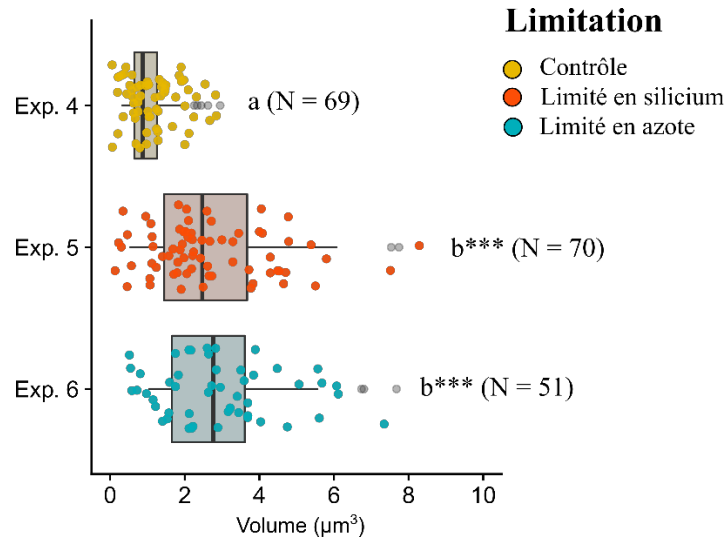 Limitation
Contrôle
Limité en silicium
Limité en azote
Exp. 4
a (N = 69)
Exp. 5
b*** (N = 70)
Exp. 6
b*** (N = 51)
0 2 4 6 8 10
Volume (µm³)